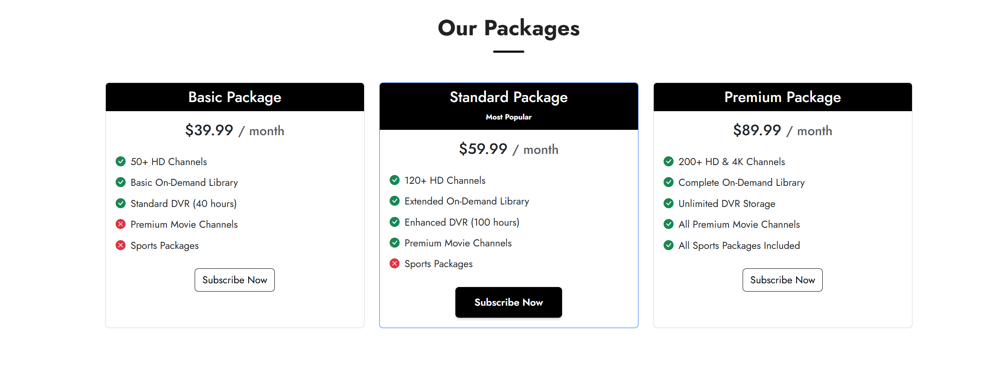 Our Packages
Basic Package
$39.99 / month
50+ HD Channels
Basic On-Demand Library
Standard DVR (40 hours)
Premium Movie Channels
Sports Packages
Subscribe Now
Standard Package
Most Popular
$59.99 / month
120+ HD Channels
Extended On-Demand Library
Enhanced DVR (100 hours)
Premium Movie Channels
Sports Packages
Subscribe Now
Premium Package
$89.99 / month
200+ HD & 4K Channels
Complete On-Demand Library
Unlimited DVR Storage
All Premium Movie Channels
All Sports Packages Included
Subscribe Now